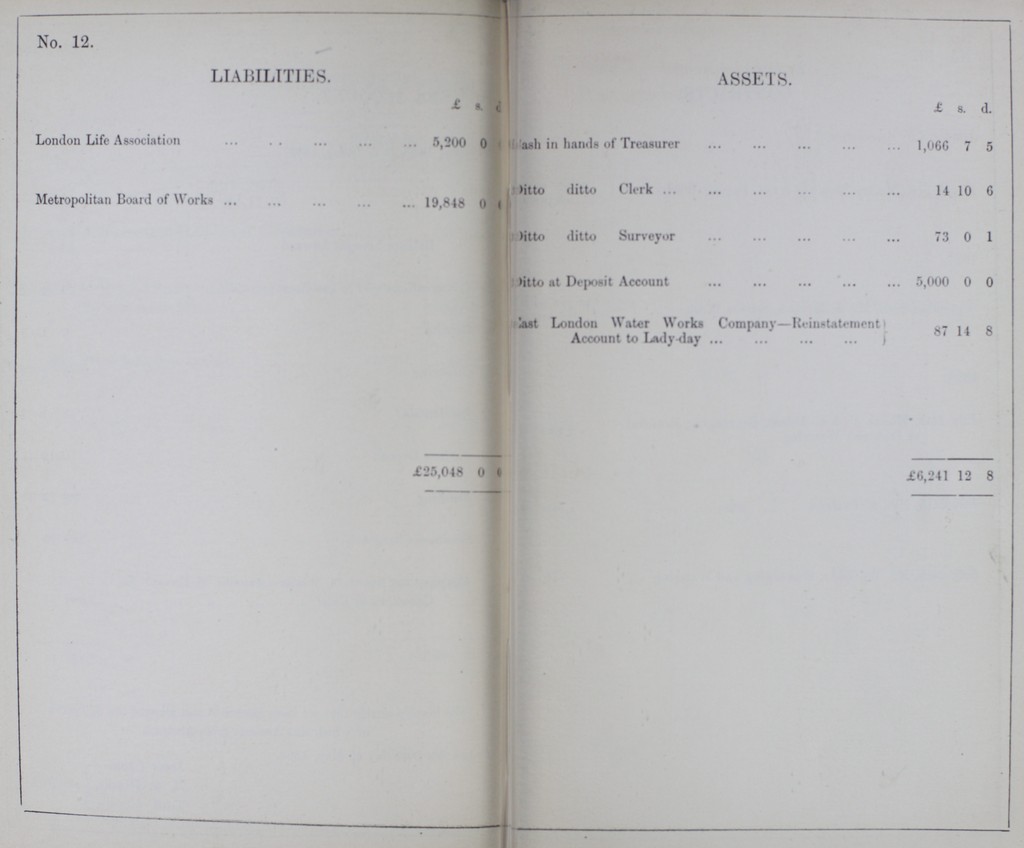 No. 12.
LIABILITIES.
£ s. d
London Life Association ... .. ... ... ... 5,200 0
Metropolitan Board of Works ... ... ... ... ... 19,848 0
£25,048 0
ASSETS.
£ s. d.
ash in hands of Treasurer ... ... ... ... ... 1,066 7 5
itto ditto Clerk ... ... ... ... ... ... 14 10 6
itto ditto Surveyor ... ... ... ... ... 73 0 1
itto at Deposit Account ... ... ... ... ... 5,000 0 0
ast London Water Works Company—Reinstatement
Account to Lady-day ... ... ... ... } 87 14 8
£6,241 12 8